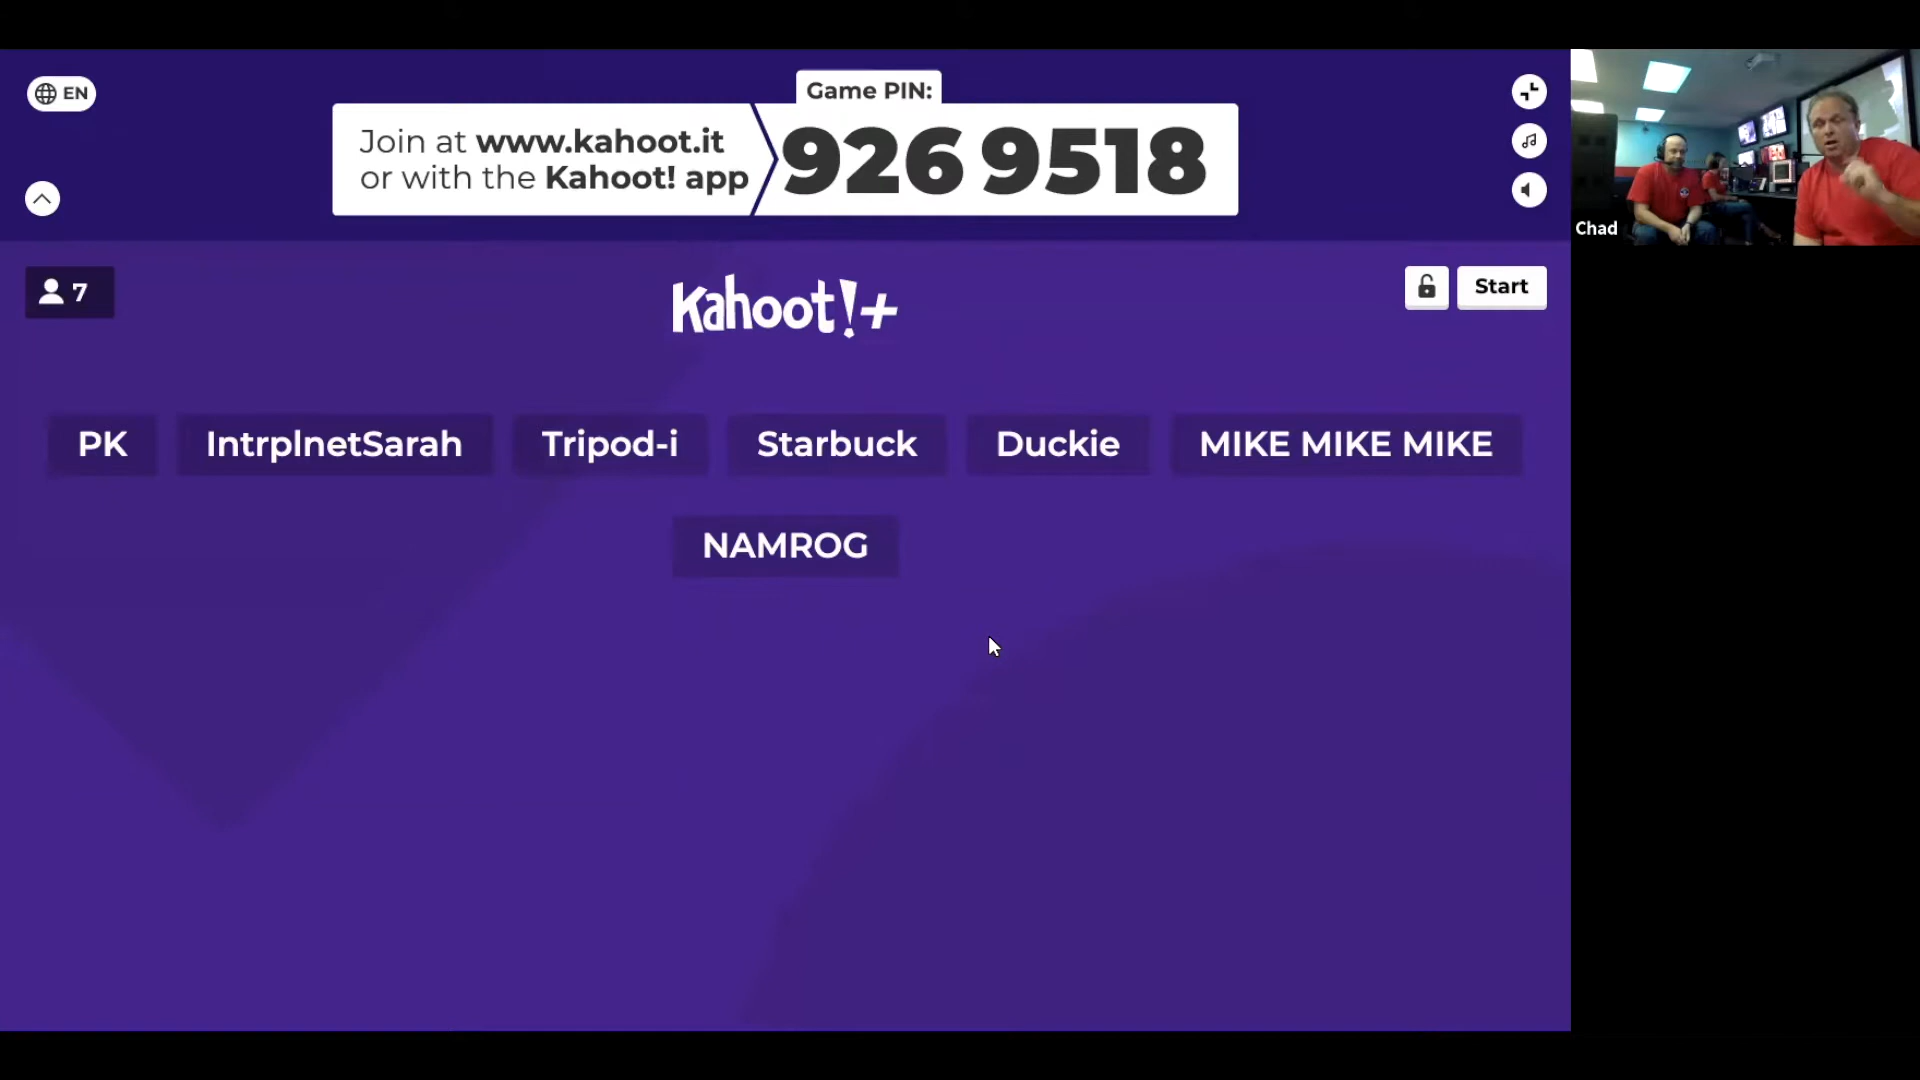 EN
Game PIN:
Join at www.kahoot.it
or with the Kahoot! app
926 9518
Chad
7
Kahoot!+
Start
PK
IntrplnetSarah
Tripod-i
Starbuck
Duckie
MIKE MIKE MIKE
NAMROG